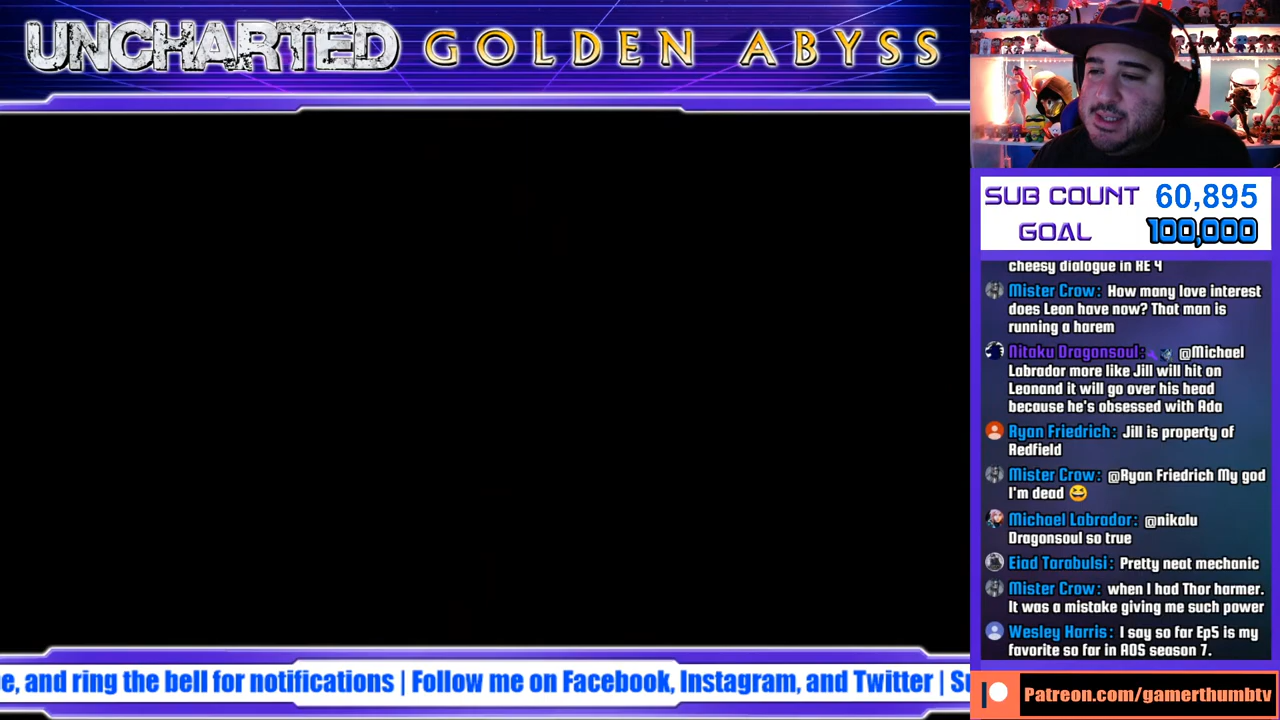 UNCHARTED GOLDEN ABYSS
SUB COUNT 60,895
GOAL 100,000
cheesy dialogue in RE 4
Mister Crow: How many love interest
does Leon have now? That man is
running a harem
Nitoku Dragonsoul: @Michael
Labrador more like Jill will hit on
Leonand it will go over his head
because he's obsessed with Ada
Ryan Friedrich: Jill is property of
Redfield
Mister Crow: @Ryan Friedrich My god
I'm dead 😆
Michael Labrador: @nikalu
Dragonsoul so true
Eiad Tarabulsi: Pretty neat mechanic
Mister Crow: when I had Thor harmer.
It was a mistake giving me such power
Wesley Harris: I say so far Ep5 is my
favorite so far in AOS season 7.
e, and ring the bell for notifications | Follow me on Facebook, Instagram, and Twitter | Su
Patreon.com/gamerthumbtv